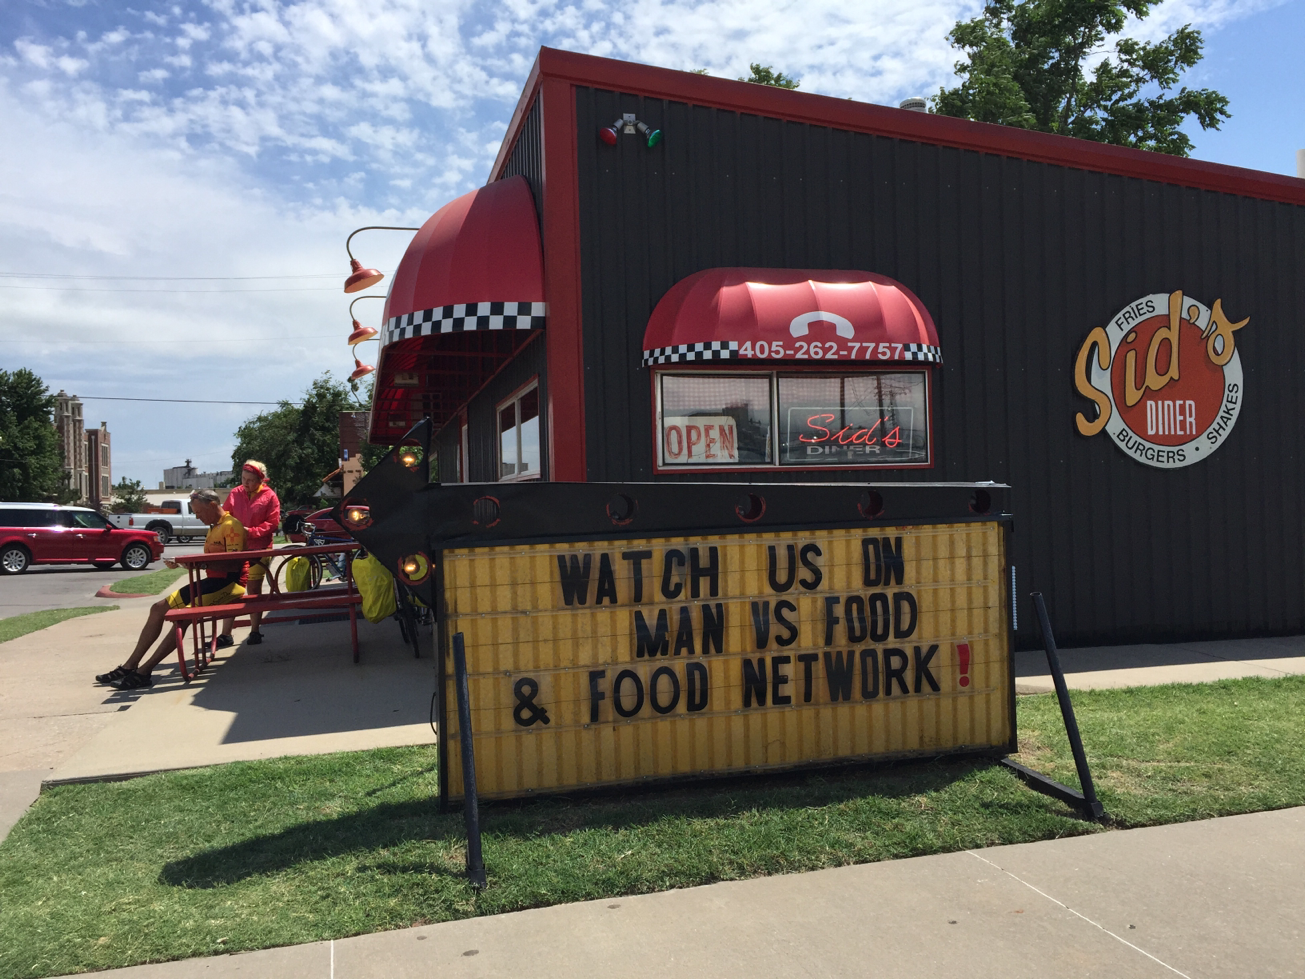 405-262-7757
OPEN
Sid's
DINER
FRIES
Sid's
DINER
BURGERS • SHAKES
WATCH US ON
MAN VS FOOD
& FOOD NETWORK!